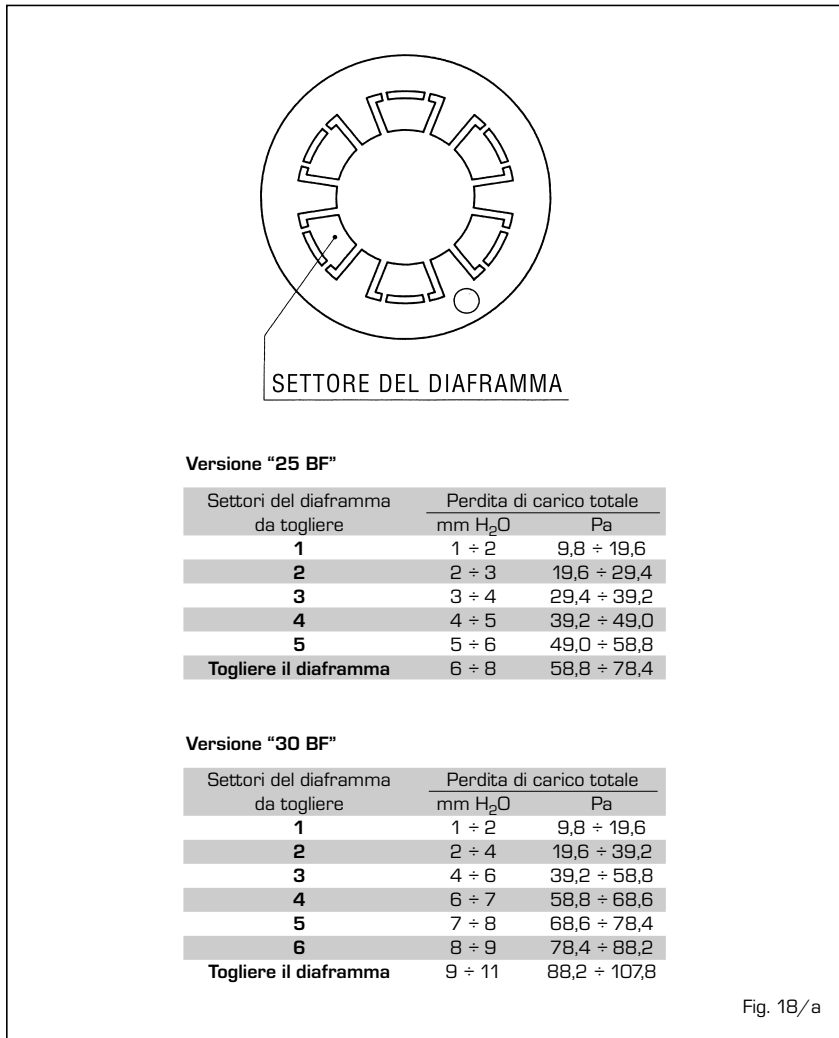 SETTORE DEL DIAFRAMMA
Versione “25 BF”
Settori del diaframma Perdita di carico totale
da togliere mm H₂O Pa
1 1 ÷ 2 9,8 ÷ 19,6
2 2 ÷ 3 19,6 ÷ 29,4
3 3 ÷ 4 29,4 ÷ 39,2
4 4 ÷ 5 39,2 ÷ 49,0
5 5 ÷ 6 49,0 ÷ 58,8
Togliere il diaframma 6 ÷ 8 58,8 ÷ 78,4
Versione “30 BF”
Settori del diaframma Perdita di carico totale
da togliere mm H₂O Pa
1 1 ÷ 2 9,8 ÷ 19,6
2 2 ÷ 4 19,6 ÷ 39,2
3 4 ÷ 6 39,2 ÷ 58,8
4 6 ÷ 7 58,8 ÷ 68,6
5 7 ÷ 8 68,6 ÷ 78,4
6 8 ÷ 9 78,4 ÷ 88,2
Togliere il diaframma 9 ÷ 11 88,2 ÷ 107,8
Fig. 18/a